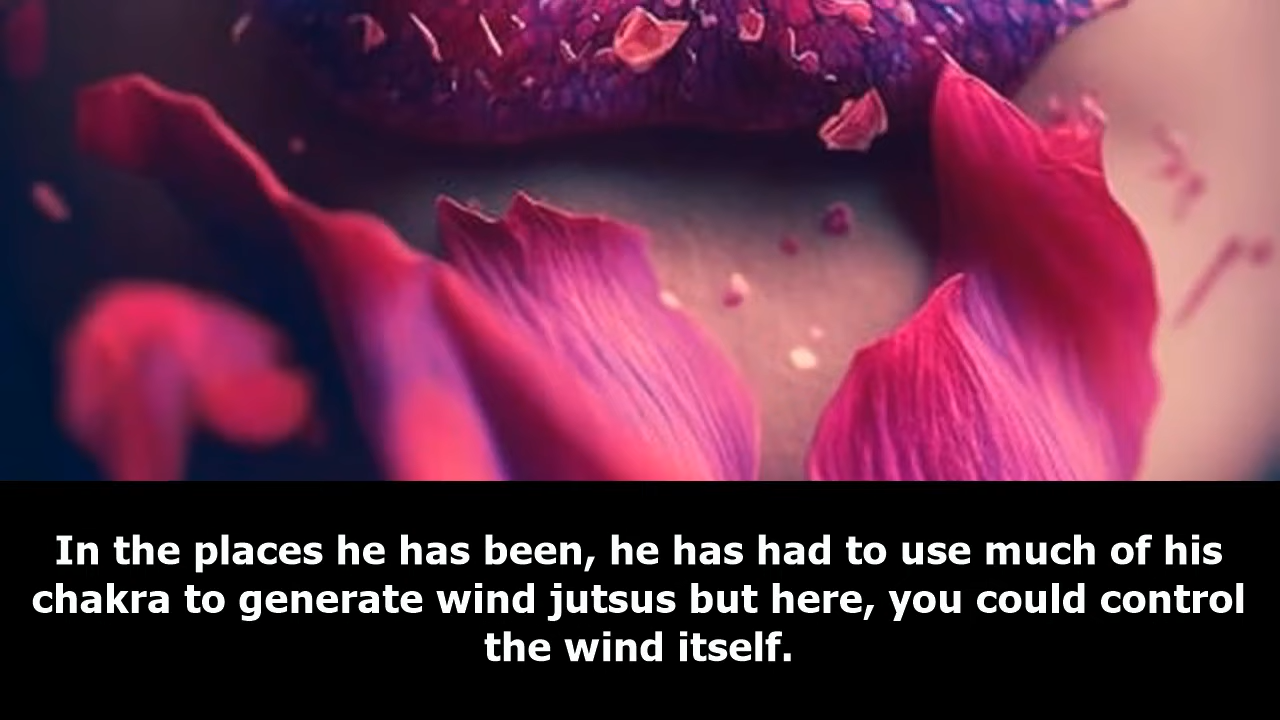 In the places he has been, he has had to use much of his
chakra to generate wind jutsus but here, you could control
the wind itself.